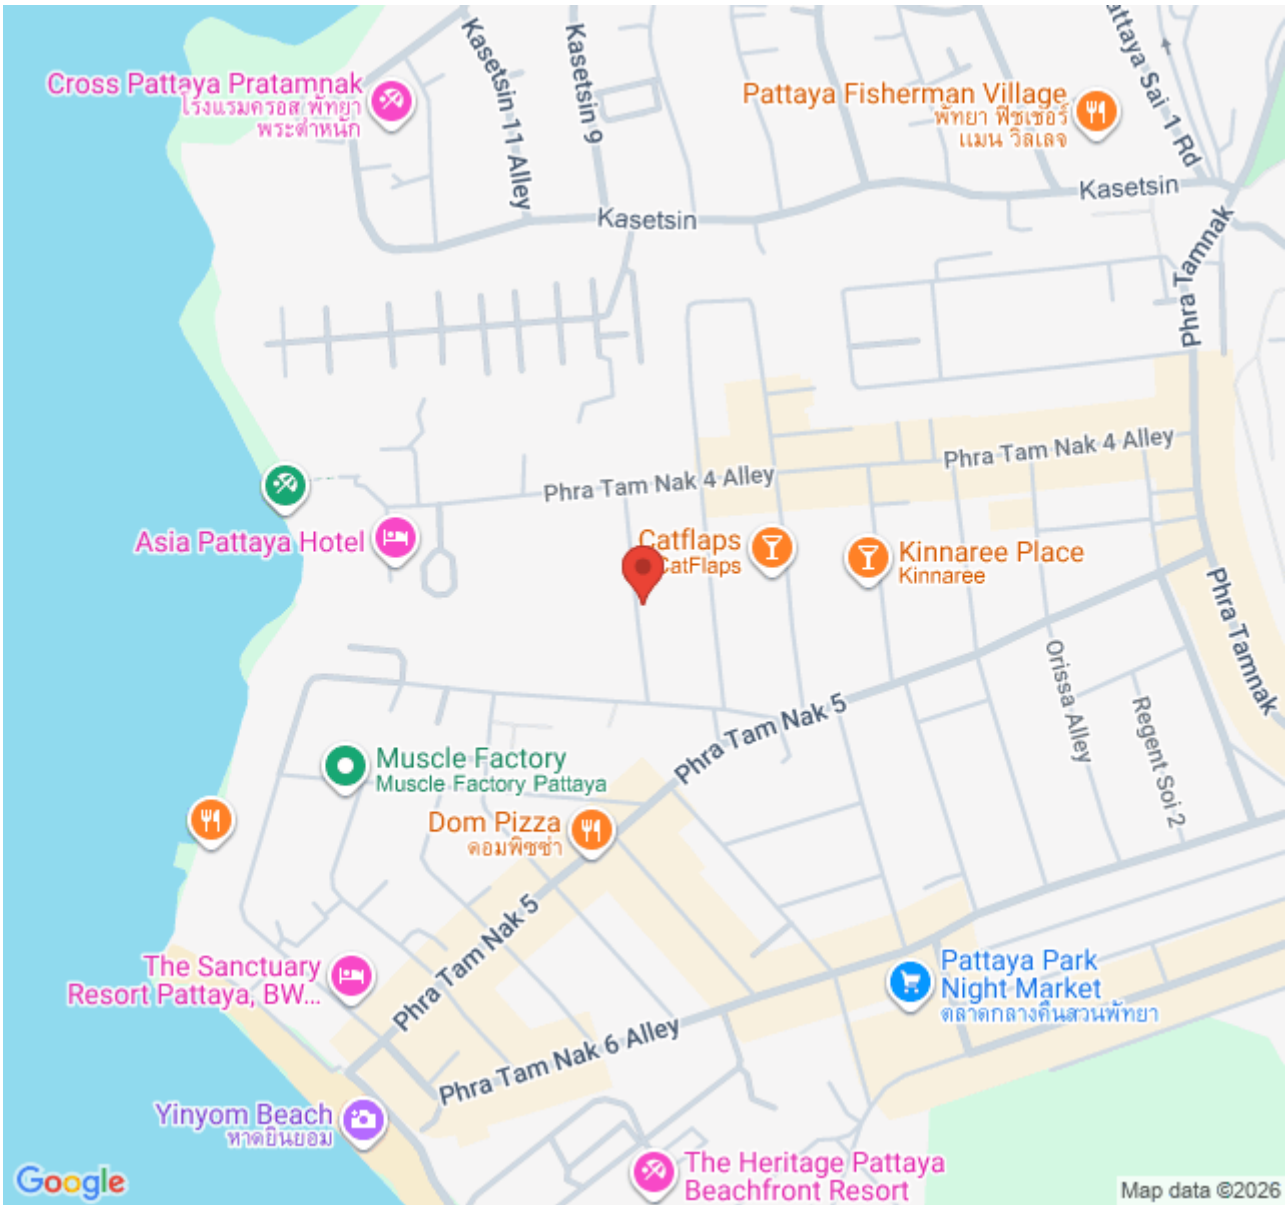 Cross Pattaya Pratamnak
โรงแรมครอส พัทยา
พระตำหนัก
Kasetsin 11 Alley
Kasetsin 9
Pattaya Fisherman Village
พัทยา ฟิชเชอร์
แมน วิลเลจ
attaya Sai 1 Rd
Kasetsin
Kasetsin
Phra Tamnak
Phra Tam Nak 4 Alley
Phra Tam Nak 4 Alley
Asia Pattaya Hotel
Catflaps
CatFlaps
Kinnaree Place
Kinnaree
Phra Tamnak
Orissa Alley
Regent Soi 2
Phra Tam Nak 5
Muscle Factory
Muscle Factory Pattaya
Dom Pizza
ดอมพิซซ่า
Phra Tam Nak 5
The Sanctuary
Resort Pattaya, BW...
Pattaya Park
Night Market
ตลาดกลางคืนสวนพัทยา
Phra Tam Nak 6 Alley
Yinyom Beach
หาดยินยอม
The Heritage Pattaya
Beachfront Resort
Google
Map data ©2026